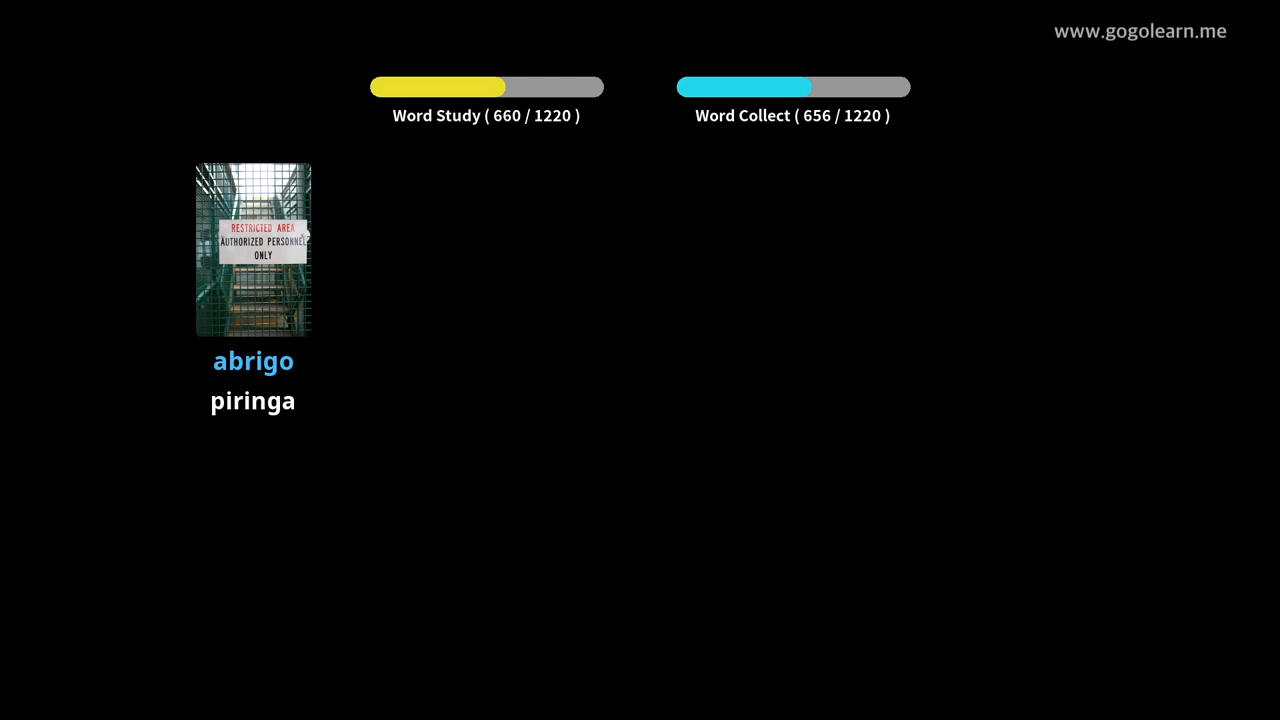 www.gogolearn.me
Word Study ( 660 / 1220 )
Word Collect ( 656 / 1220 )
RESTRICTED AREA
AUTHORIZED PERSONNEL
ONLY
abrigo
piringa